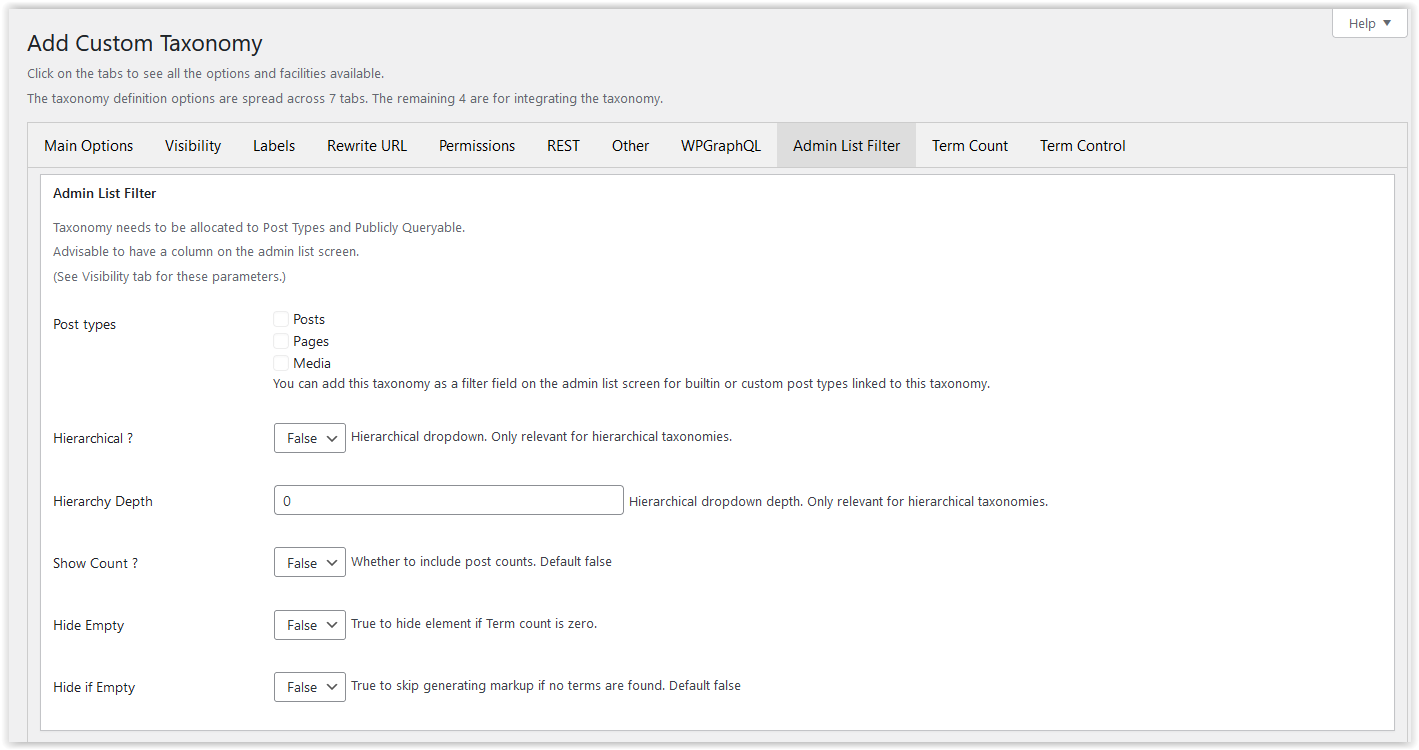 Help ▼
Add Custom Taxonomy
Click on the tabs to see all the options and facilities available.
The taxonomy definition options are spread across 7 tabs. The remaining 4 are for integrating the taxonomy.
Main Options Visibility Labels Rewrite URL Permissions REST Other WPGraphQL Admin List Filter Term Count Term Control
Admin List Filter
Taxonomy needs to be allocated to Post Types and Publicly Queryable.
Advisable to have a column on the admin list screen.
(See Visibility tab for these parameters.)
Post types
Posts
Pages
Media
You can add this taxonomy as a filter field on the admin list screen for builtin or custom post types linked to this taxonomy.
Hierarchical ? False Hierarchical dropdown. Only relevant for hierarchical taxonomies.
Hierarchy Depth 0 Hierarchical dropdown depth. Only relevant for hierarchical taxonomies.
Show Count ? False Whether to include post counts. Default false
Hide Empty False True to hide element if Term count is zero.
Hide if Empty False True to skip generating markup if no terms are found. Default false